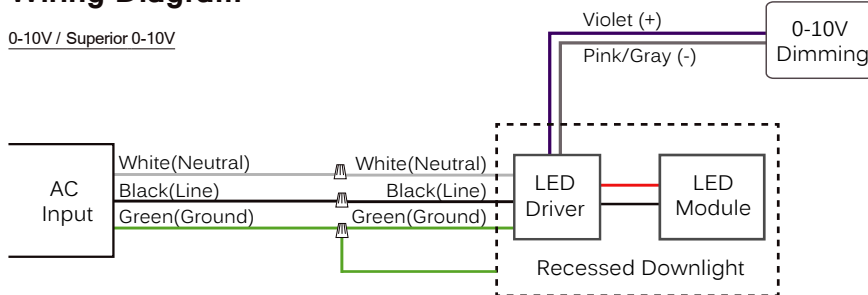 Wiring Diagram
0-10V / Superior 0-10V
Violet (+)
Pink/Gray (-)
0-10V
Dimming
AC
Input
White(Neutral)
Black(Line)
Green(Ground)
White(Neutral)
Black(Line)
Green(Ground)
LED
Driver
LED
Module
Recessed Downlight